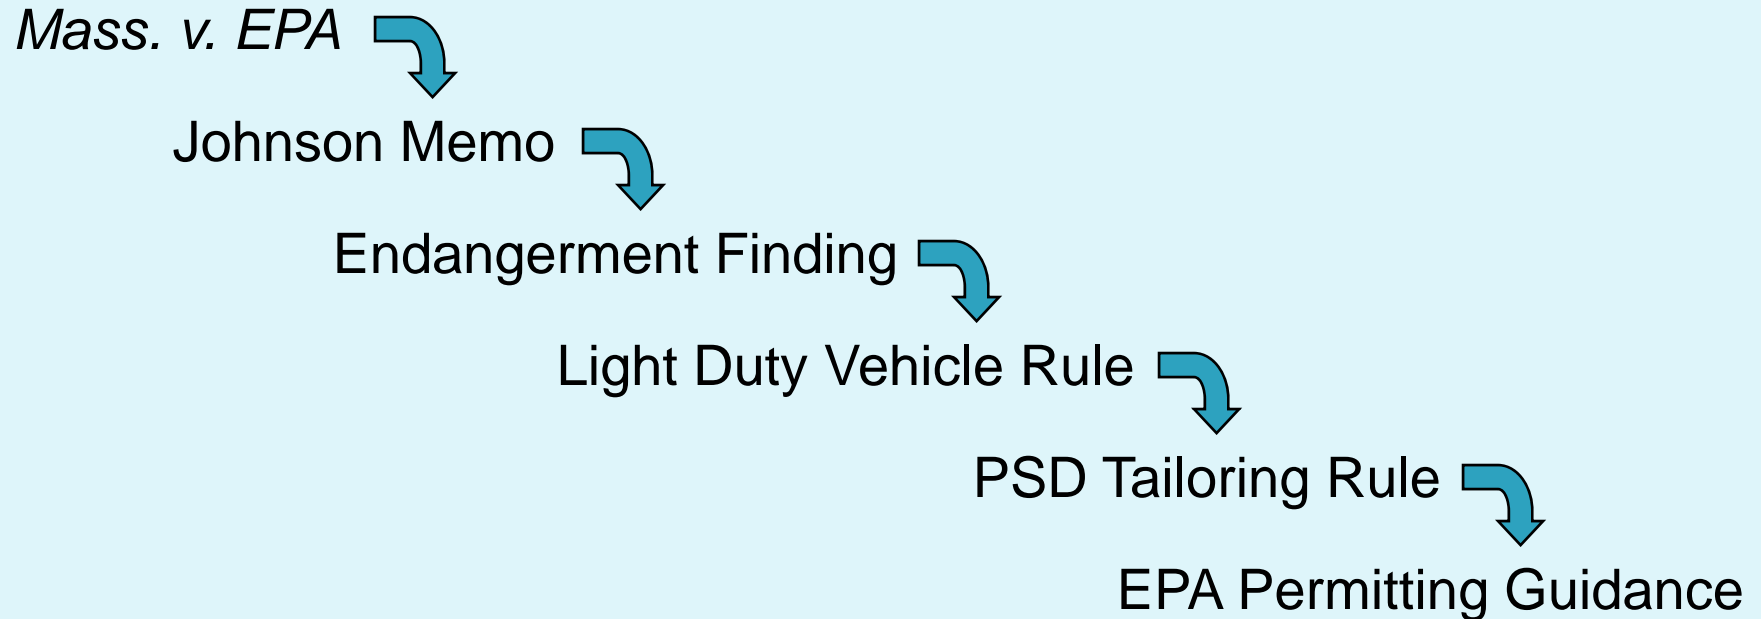 Mass. v. EPA
Johnson Memo
Endangerment Finding
Light Duty Vehicle Rule
PSD Tailoring Rule
EPA Permitting Guidance